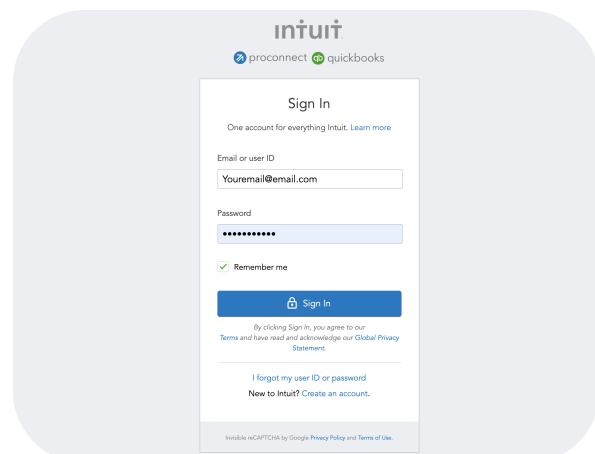 intuit
proconnect qb quickbooks
Sign In
One account for everything Intuit. Learn more
Email or user ID
Youremail@email.com
Password
•••••••••••
Remember me
Sign In
By clicking Sign In, you agree to our
Terms and have read and acknowledge our Global Privacy
Statement.
I forgot my user ID or password
New to Intuit? Create an account.
Invisible reCAPTCHA by Google Privacy Policy and Terms of Use.